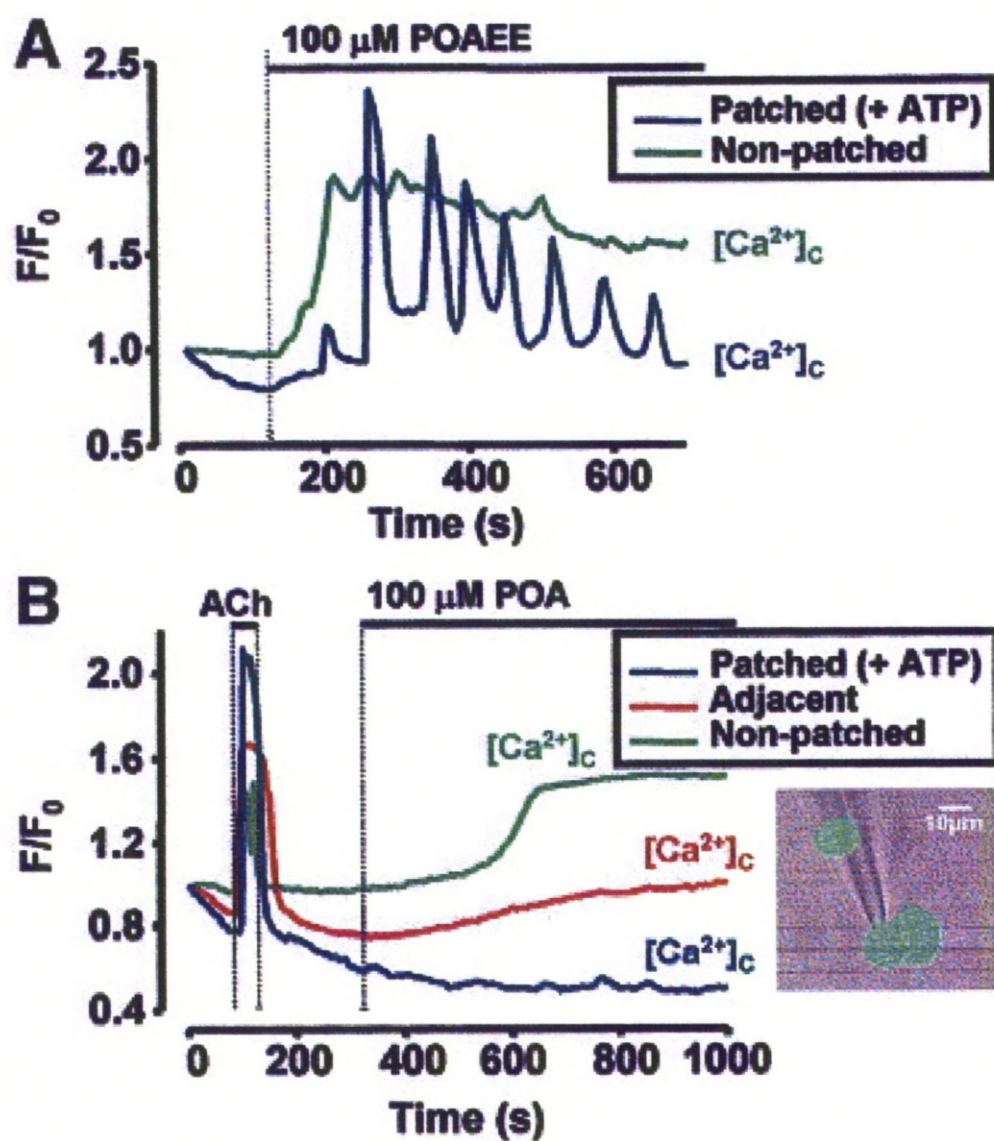 A
100 µM POAEE
2.5
2.0
1.5
1.0
0.5
F/F0
Patched (+ ATP)
Non-patched
[Ca2+]C
[Ca2+]C
0 200 400 600
Time (s)
B
ACh
100 µM POA
2.0
1.6
1.2
0.8
0.4
F/F0
Patched (+ ATP)
Adjacent
Non-patched
[Ca2+]C
[Ca2+]C
[Ca2+]C
10µm
0 200 400 600 800 1000
Time (s)